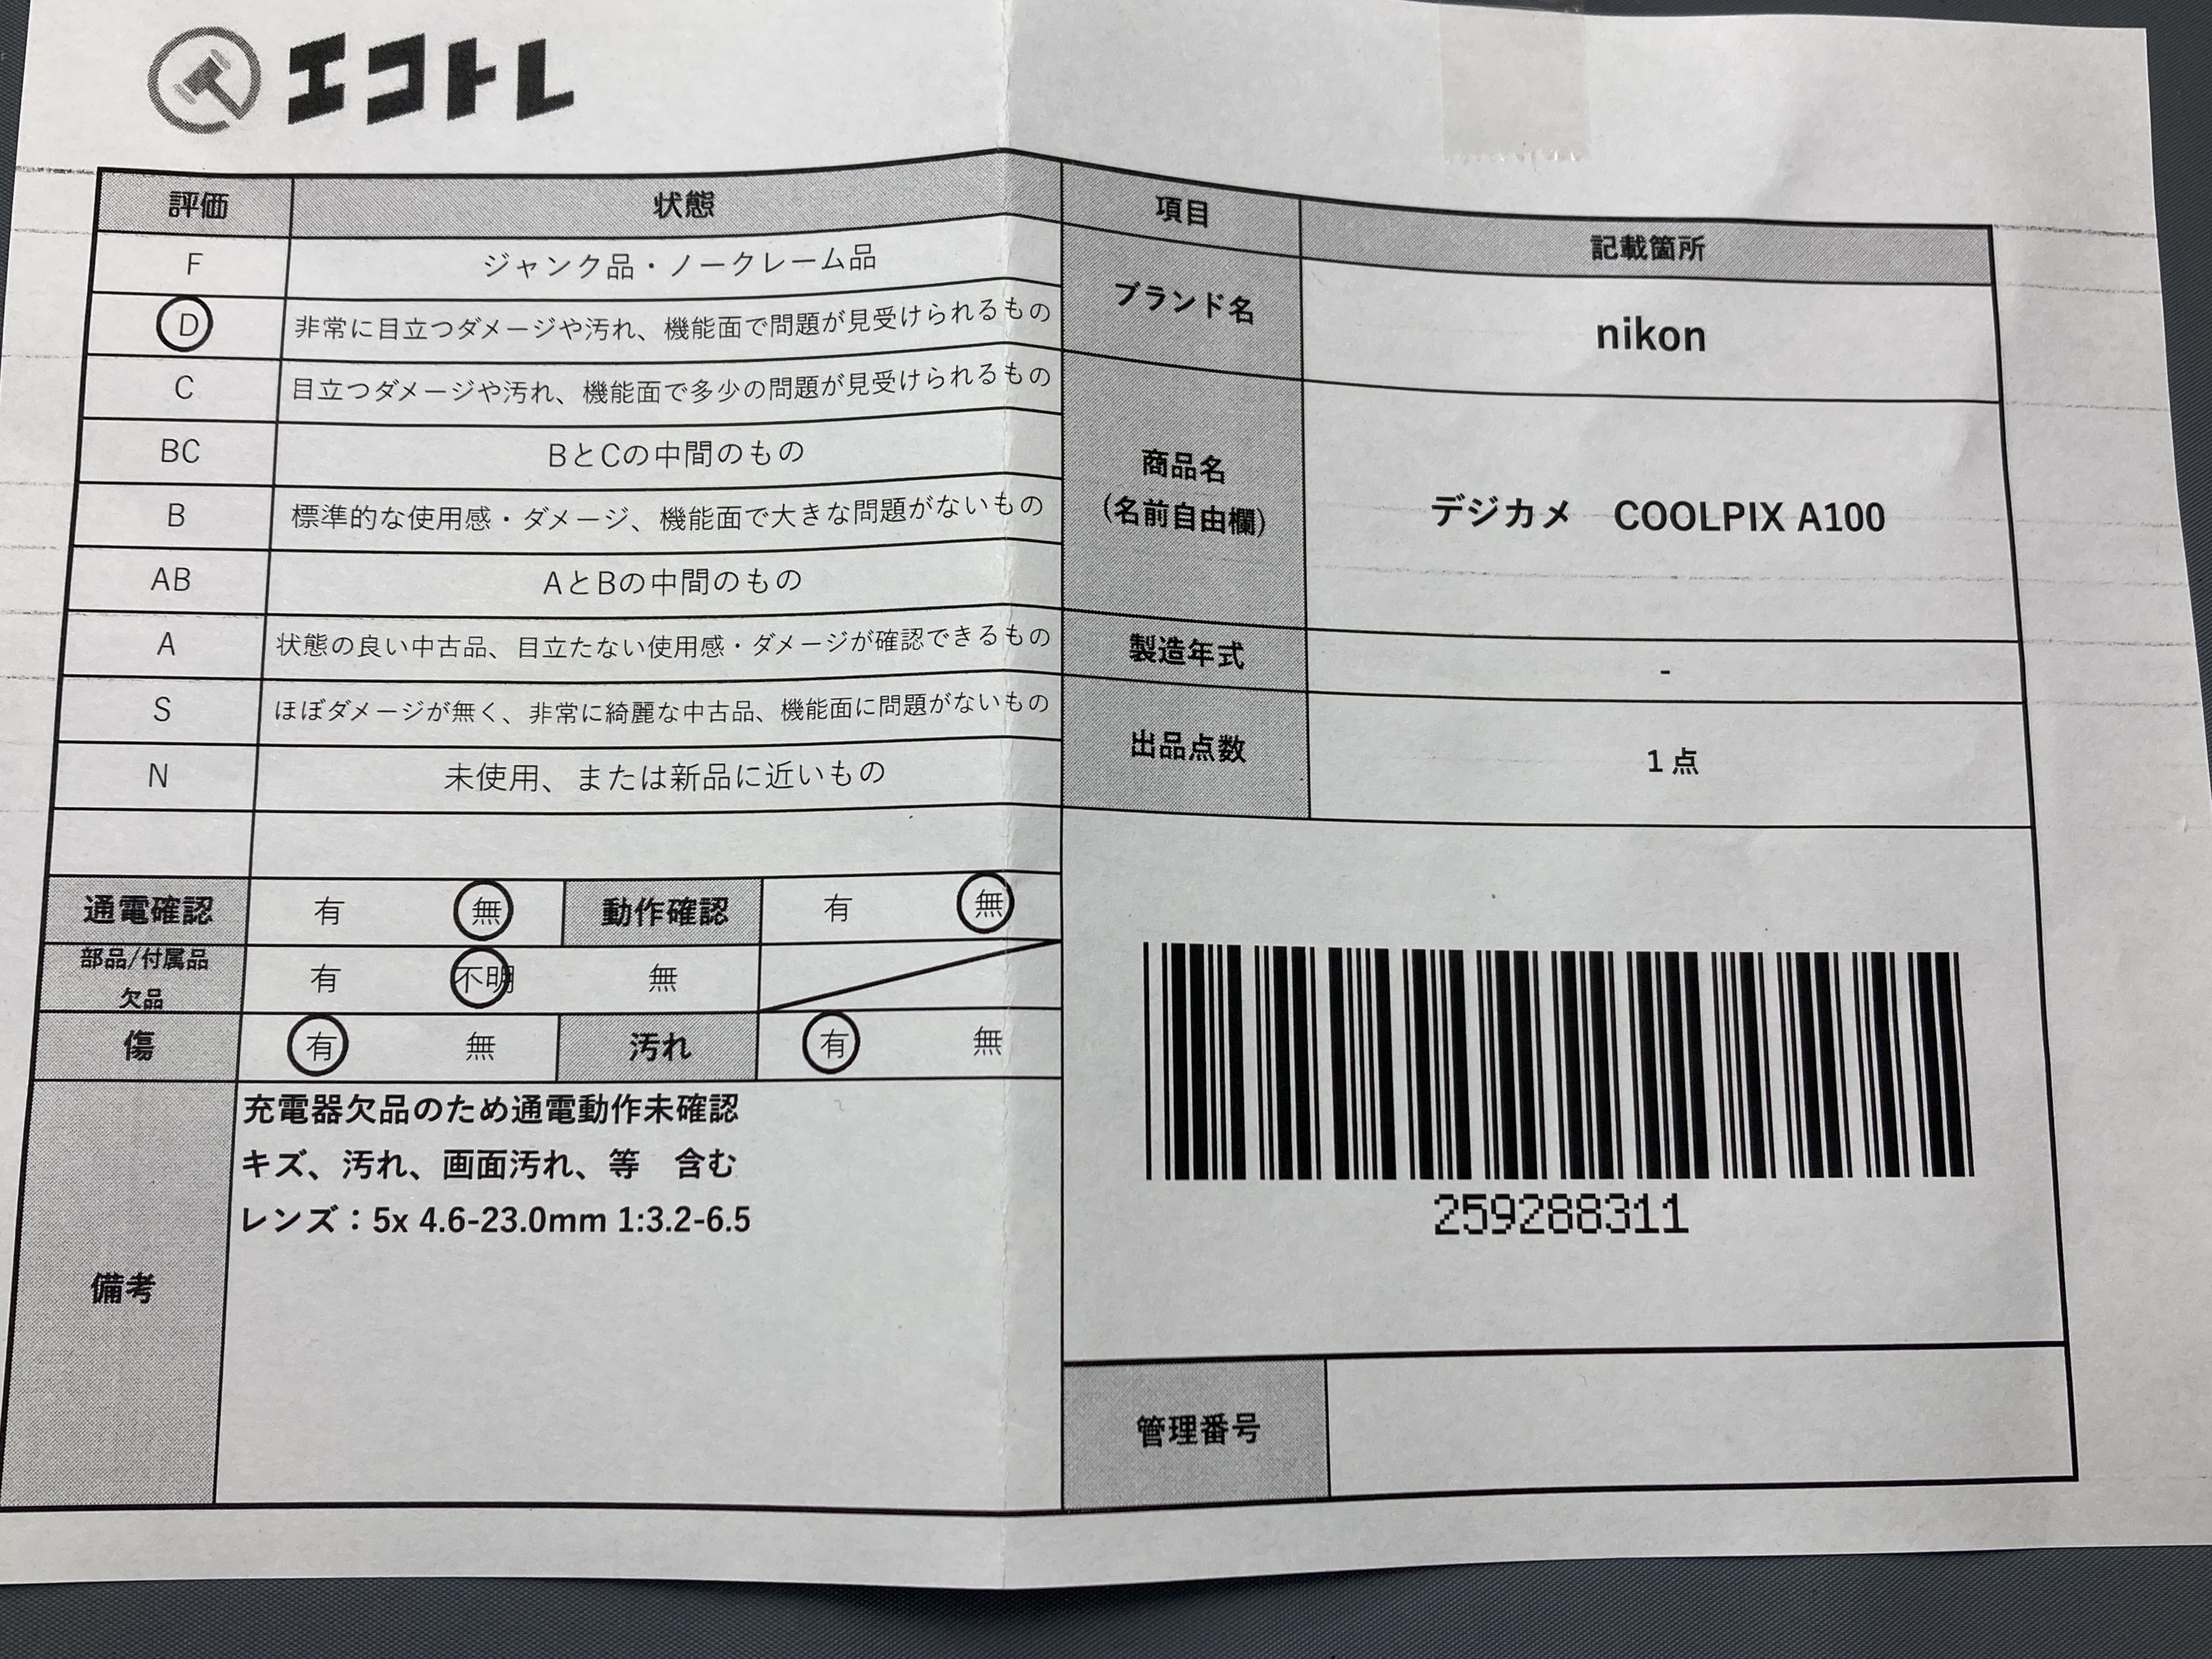 エコトレ
評価 状態
F ジャンク品・ノークレーム品
D 非常に目立つダメージや汚れ、機能面で問題が見受けられるもの
C 目立つダメージや汚れ、機能面で多少の問題が見受けられるもの
BC BとCの中間のもの
B 標準的な使用感・ダメージ、機能面で大きな問題がないもの
AB AとBの中間のもの
A 状態の良い中古品、目立たない使用感・ダメージが確認できるもの
S ほぼダメージが無く、非常に綺麗な中古品、機能面に問題がないもの
N 未使用、または新品に近いもの
通電確認 有 無 動作確認 有 無
部品/付属品
欠品 有 不明 無
傷 有 無 汚れ 有 無
備考
充電器欠品のため通電動作未確認
キズ、汚れ、画面汚れ、等　含む
レンズ：5x 4.6-23.0mm 1:3.2-6.5
項目 記載箇所
ブランド名 nikon
商品名
(名前自由欄) デジカメ　COOLPIX A100
製造年式 -
出品点数 1 点
259288311
管理番号